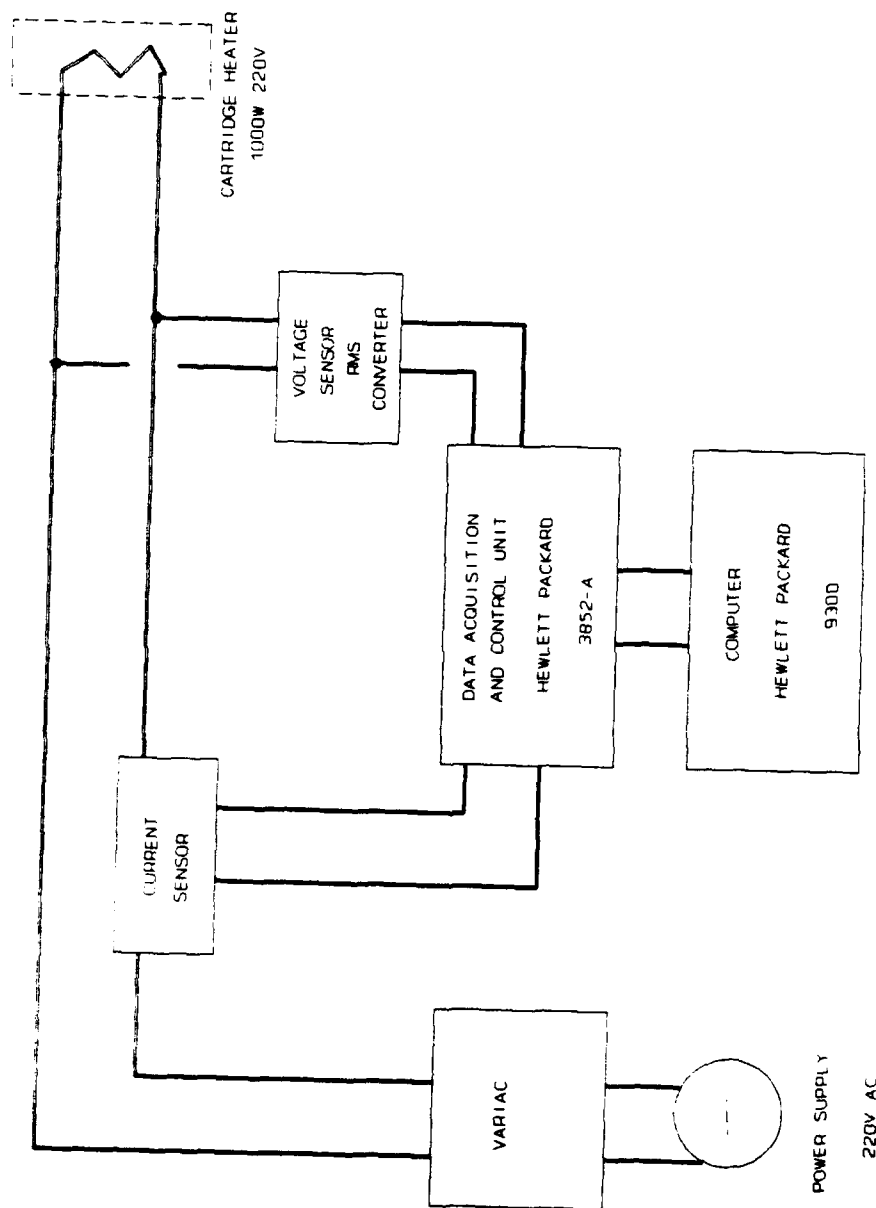 CARTRIDGE HEATER
1000W 220V
VOLTAGE
SENSOR
RMS
CONVERTER
CURRENT
SENSOR
DATA ACQUISITION
AND CONTROL UNIT
HEWLETT PACKARD
3852-A
COMPUTER
HEWLETT PACKARD
9300
VARIAC
POWER SUPPLY
220V AC